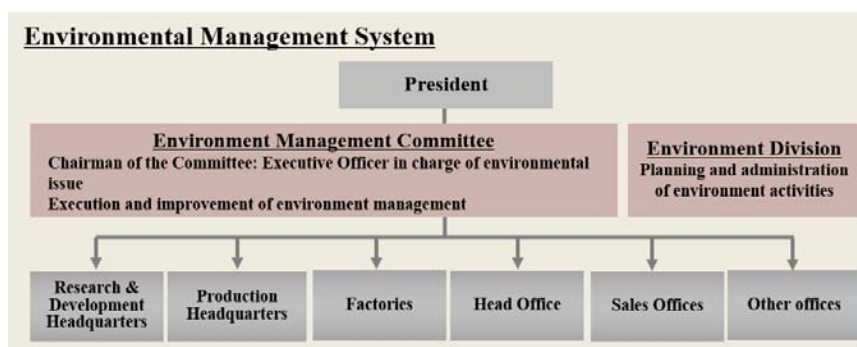 Environmental Management System
President
Environment Management Committee
Chairman of the Committee: Executive Officer in charge of environmental
issue
Execution and improvement of environment management
Environment Division
Planning and administration
of environment activities
Research &
Development
Headquarters
Production
Headquarters
Factories
Head Office
Sales Offices
Other offices